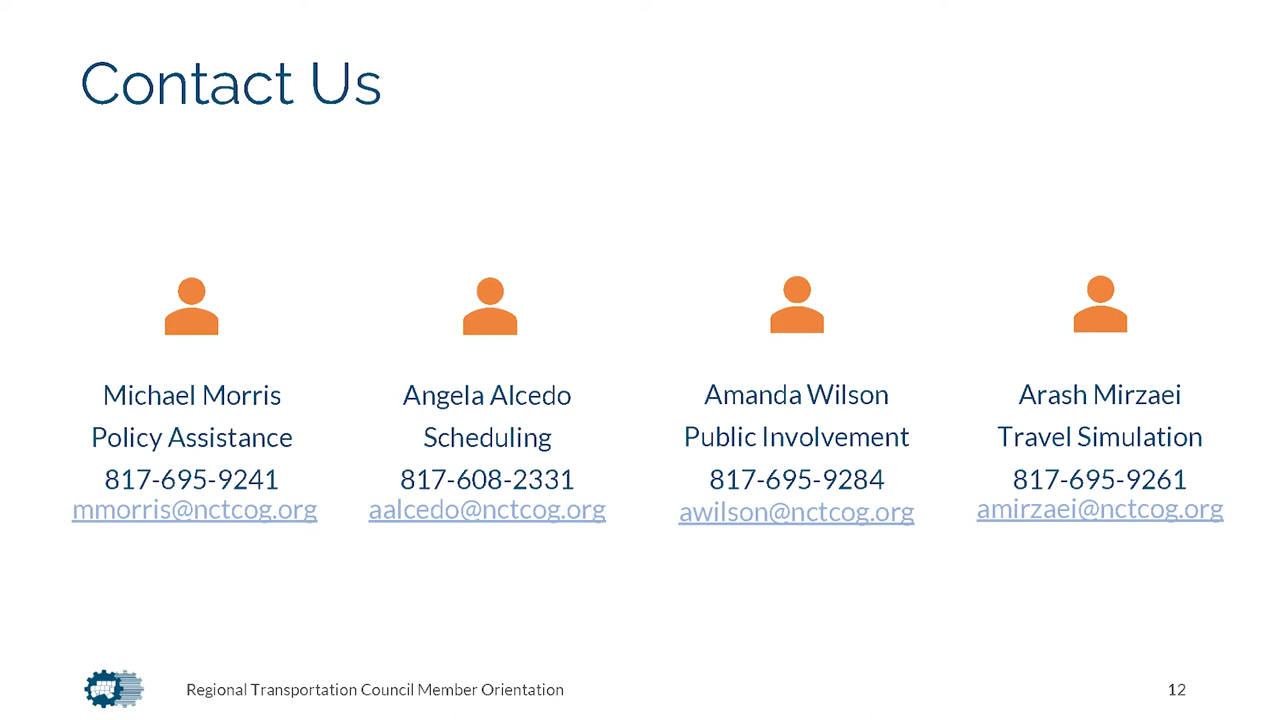 Contact Us
Michael Morris
Policy Assistance
817-695-9241
mmorris@nctcog.org
Angela Alcedo
Scheduling
817-608-2331
aalcedo@nctcog.org
Amanda Wilson
Public Involvement
817-695-9284
awilson@nctcog.org
Arash Mirzaei
Travel Simulation
817-695-9261
amirzaei@nctcog.org
Regional Transportation Council Member Orientation
12